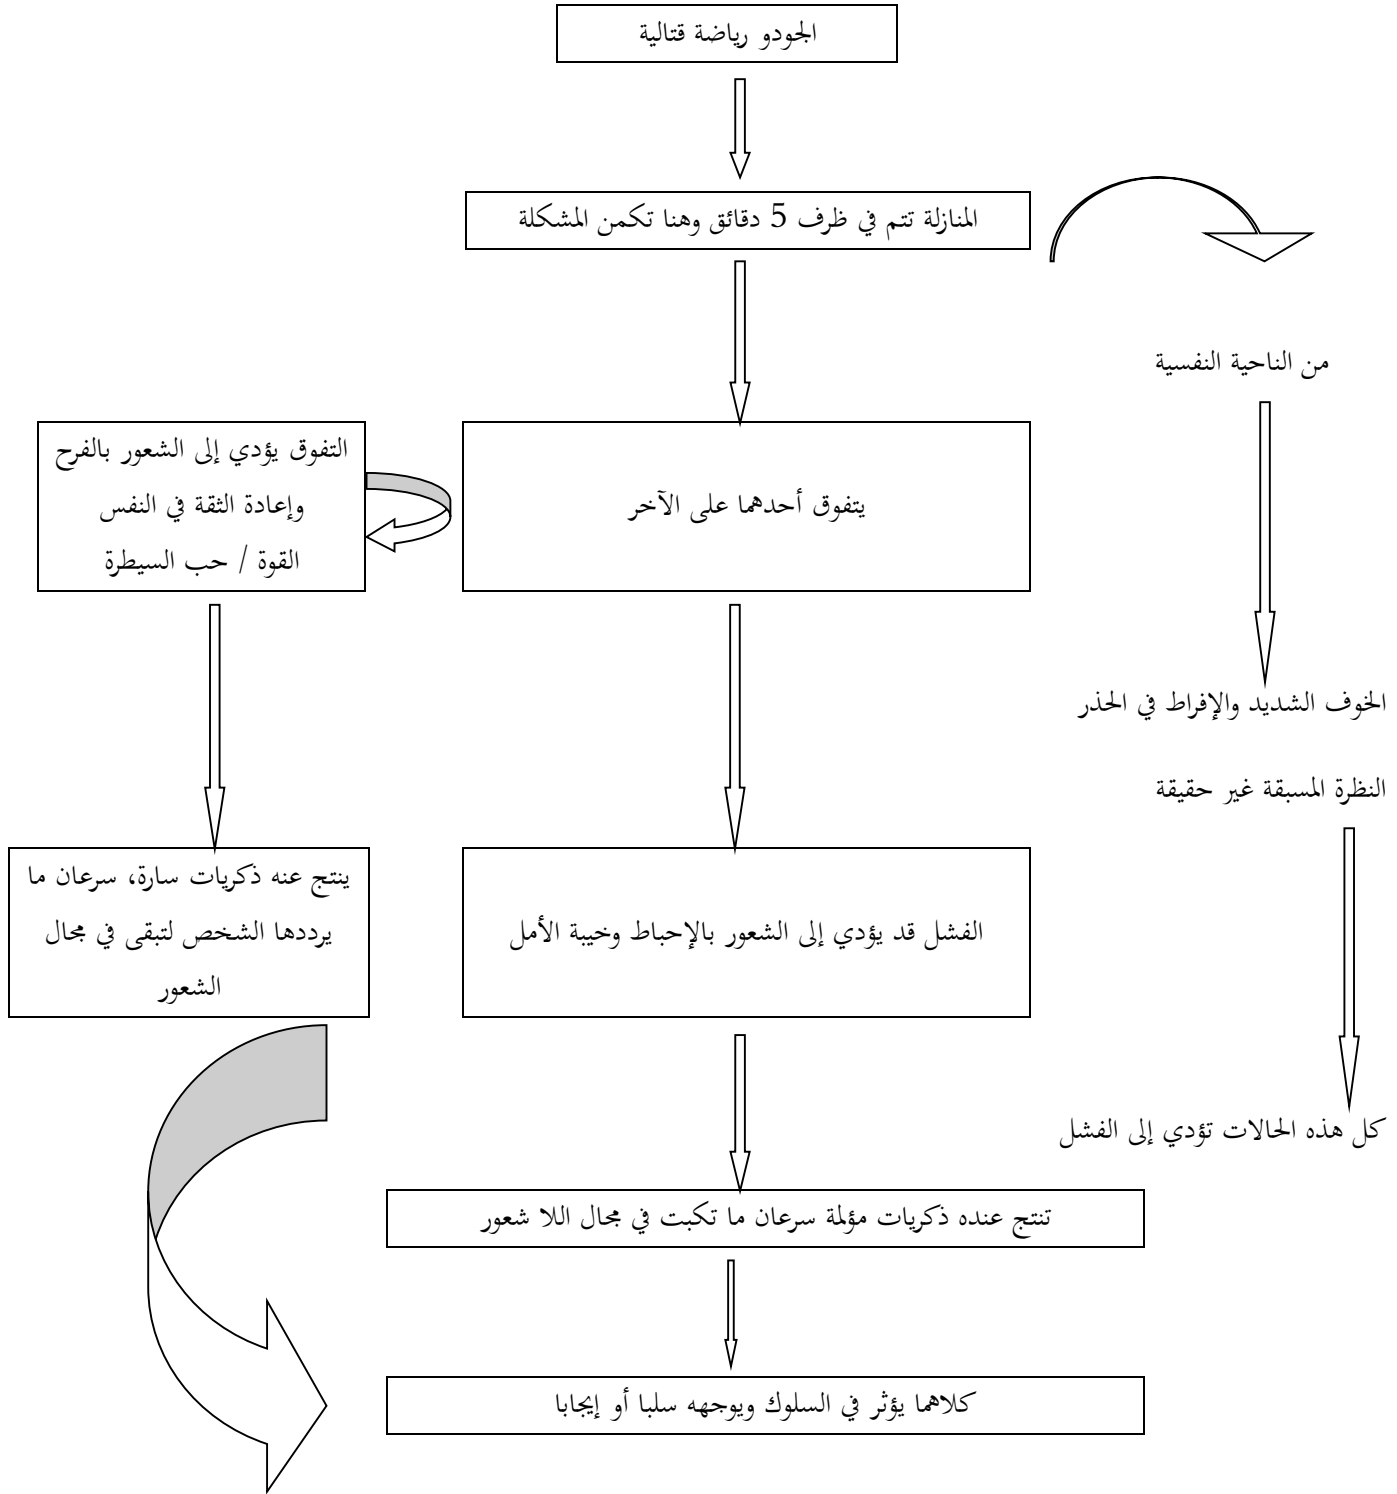 الجودو رياضة قتالية
المنازلة تتم في ظرف 5 دقائق وهنا تكمن المشكلة
من الناحية النفسية
يتفوق أحدهما على الآخر
التفوق يؤدي إلى الشعور بالفرح
وإعادة الثقة في النفس
القوة / حب السيطرة
الخوف الشديد والإفراط في الحذر
النظرة المسبقة غير حقيقة
الفشل قد يؤدي إلى الشعور بالإحباط وخيبة الأمل
ينتج عنه ذكريات سارة، سرعان ما
يرددها الشخص لتبقى في مجال
الشعور
كل هذه الحالات تؤدي إلى الفشل
تنتج عنده ذكريات مؤلمة سرعان ما تكبت في مجال اللا شعور
كلاهما يؤثر في السلوك ويوجهه سلبا أو إيجابا